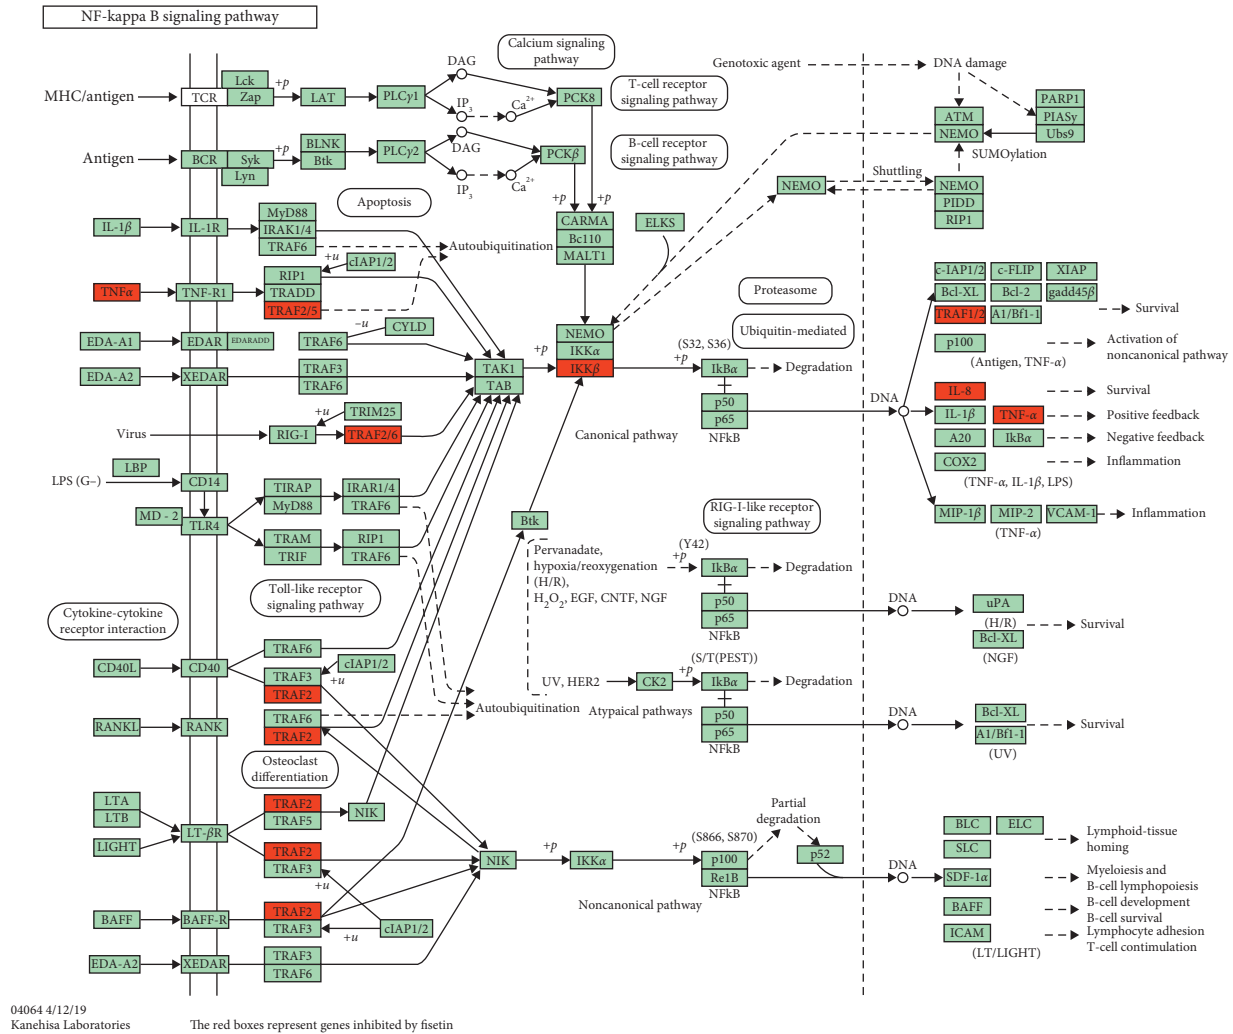 NF-kappa B signaling pathway
Calcium signaling
pathway
T-cell receptor
signaling pathway
B-cell receptor
signaling pathway
MHC/antigen
TCR
Lck
Zap
+p
LAT
PLCγ1
DAG
IP3
Ca2+
PCK8
Genotoxic agent
DNA damage
ATM
NEMO
PARP1
PIASy
Ubs9
SUMOylation
Antigen
BCR
Syk
Lyn
+p
BLNK
Btk
PLCγ2
DAG
IP3
Ca2+
PCKβ
+p
+p
NEMO
Shuttling
NEMO
PIDD
RIP1
Apoptosis
IL-1β
IL-1R
MyD88
IRAK1/4
TRAF6
Autoubiquitination
CARMA
Bc110
MALT1
ELKS
TNFα
TNF-R1
RIP1
TRADD
TRAF2/5
+u
cIAP1/2
Proteasome
Ubiquitin-mediated
c-IAP1/2
c-FLIP
XIAP
Bcl-XL
Bcl-2
gadd45β
TRAF1/2
A1/Bf1-1
Survival
p100
Activation of
noncanonical pathway
(Antigen, TNF-α)
EDA-A1
EDAR
EDARADD
TRAF6
–u
CYLD
EDA-A2
XEDAR
TRAF3
TRAF6
TAK1
TAB
+p
NEMO
IKKα
IKKβ
+p
(S32, S36)
IkBα
Degradation
p50
p65
NFkB
DNA
Canonical pathway
IL-8
Survival
IL-1β
TNF-α
Positive feedback
A20
IkBα
Negative feedback
COX2
Inflammation
(TNF-α, IL-1β, LPS)
MIP-1β
MIP-2
VCAM-1
Inflammation
(TNF-α)
Virus
RIG-I
+u
TRIM25
TRAF2/6
LPS (G–)
LBP
CD14
MD - 2
TLR4
TIRAP
MyD88
IRAR1/4
TRAF6
TRAM
TRIF
RIP1
TRAF6
Btk
RIG-I-like receptor
signaling pathway
Pervanadate,
hypoxia/reoxygenation
(H/R),
H2O2, EGF, CNTF, NGF
+p
(Y42)
IkBα
Degradation
p50
p65
NFkB
DNA
uPA
(H/R)
Bcl-XL
(NGF)
Survival
Toll-like receptor
signaling pathway
Cytokine-cytokine
receptor interaction
CD40L
CD40
TRAF6
TRAF3
TRAF2
cIAP1/2
+u
RANKL
RANK
TRAF6
TRAF2
Autoubiquitination
UV, HER2
CK2
+p
(S/T(PEST))
IkBα
Degradation
Atypaical pathways
p50
p65
NFkB
DNA
Bcl-XL
A1/Bf1-1
(UV)
Survival
Osteoclast
differentiation
LTA
LTB
LIGHT
LT-βR
TRAF2
TRAF5
NIK
TRAF2
TRAF3
+u
NIK
+p
IKKα
+p
(S866, S870)
p100
Re1B
NFkB
Partial
degradation
p52
DNA
Noncanonical pathway
BLC
ELC
SLC
Lymphoid-tissue
homing
SDF-1α
Myeloiesis and
B-cell lymphopoiesis
BAFF
B-cell development
B-cell survival
ICAM
Lymphocyte adhesion
T-cell contimulation
(LT/LIGHT)
BAFF
BAFF-R
TRAF2
TRAF3
+u
cIAP1/2
EDA-A2
XEDAR
TRAF3
TRAF6
04064 4/12/19
Kanehisa Laboratories
The red boxes represent genes inhibited by fisetin